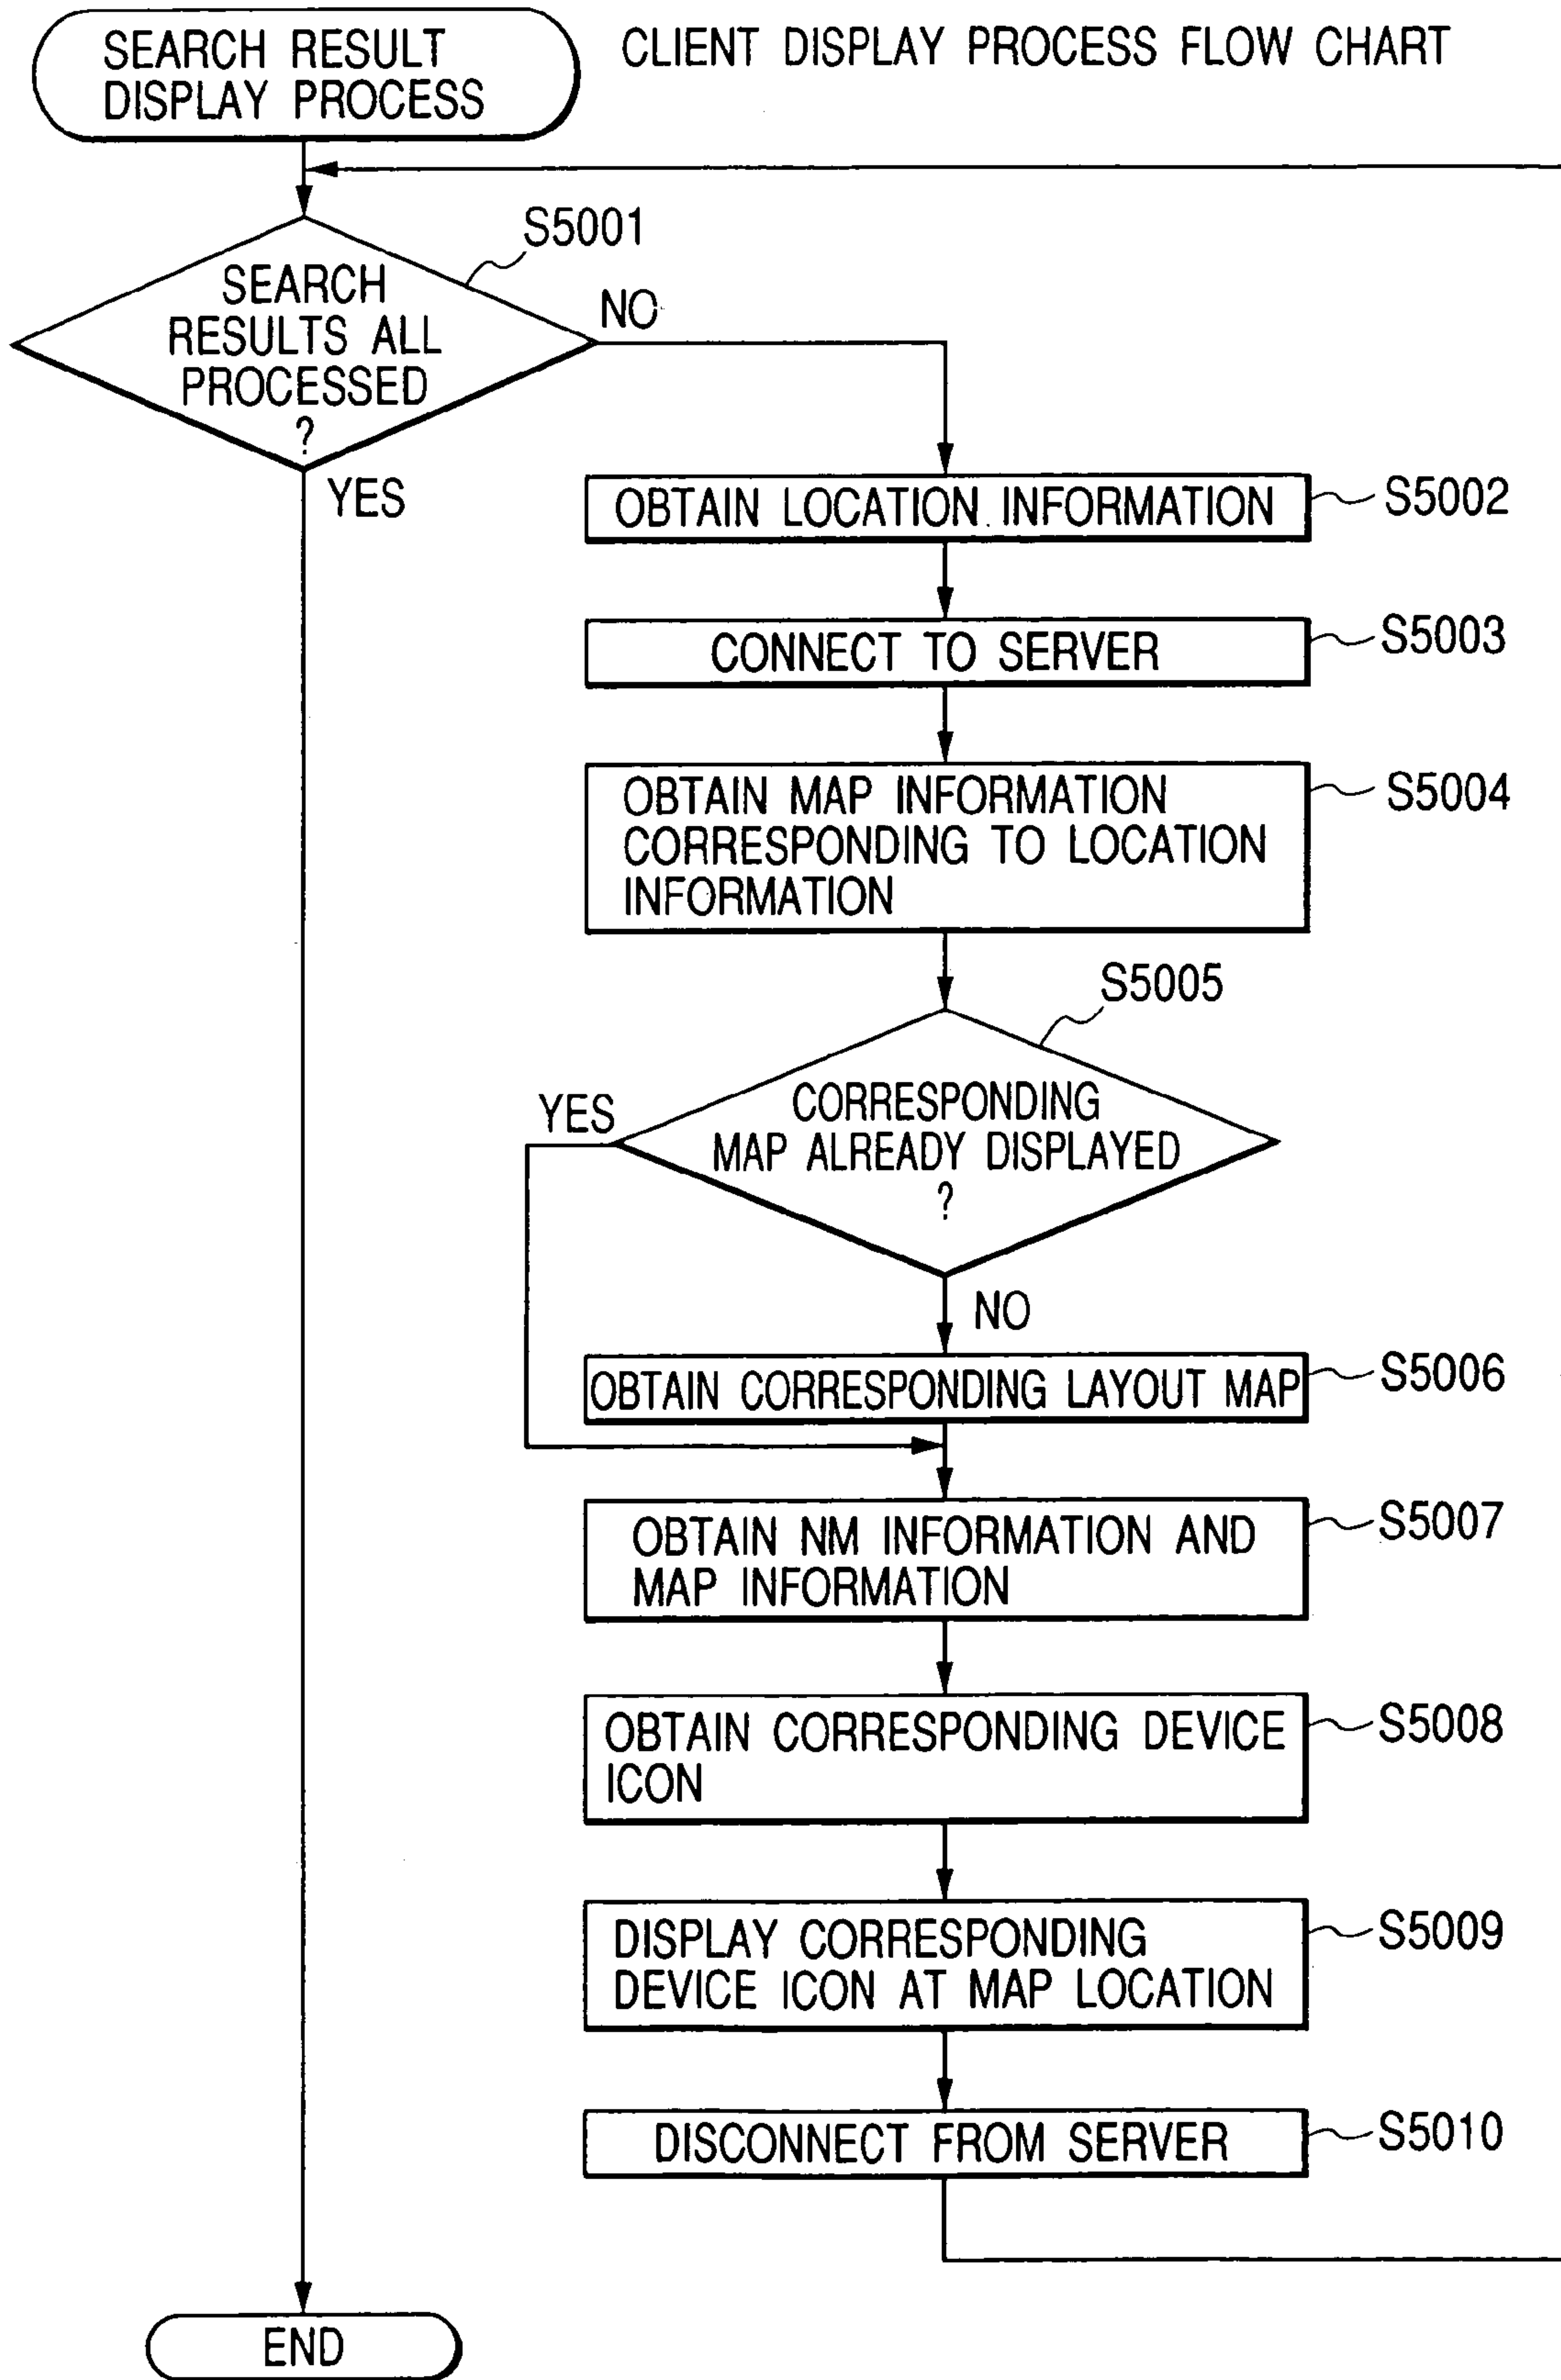 SEARCH RESULT
DISPLAY PROCESS
CLIENT DISPLAY PROCESS FLOW CHART
S5001
SEARCH
RESULTS ALL
PROCESSED
?
NO
YES
OBTAIN LOCATION INFORMATION
S5002
CONNECT TO SERVER
S5003
OBTAIN MAP INFORMATION
CORRESPONDING TO LOCATION
INFORMATION
S5004
S5005
CORRESPONDING
MAP ALREADY DISPLAYED
?
YES
NO
OBTAIN CORRESPONDING LAYOUT MAP
S5006
OBTAIN NM INFORMATION AND
MAP INFORMATION
S5007
OBTAIN CORRESPONDING DEVICE
ICON
S5008
DISPLAY CORRESPONDING
DEVICE ICON AT MAP LOCATION
S5009
DISCONNECT FROM SERVER
S5010
END